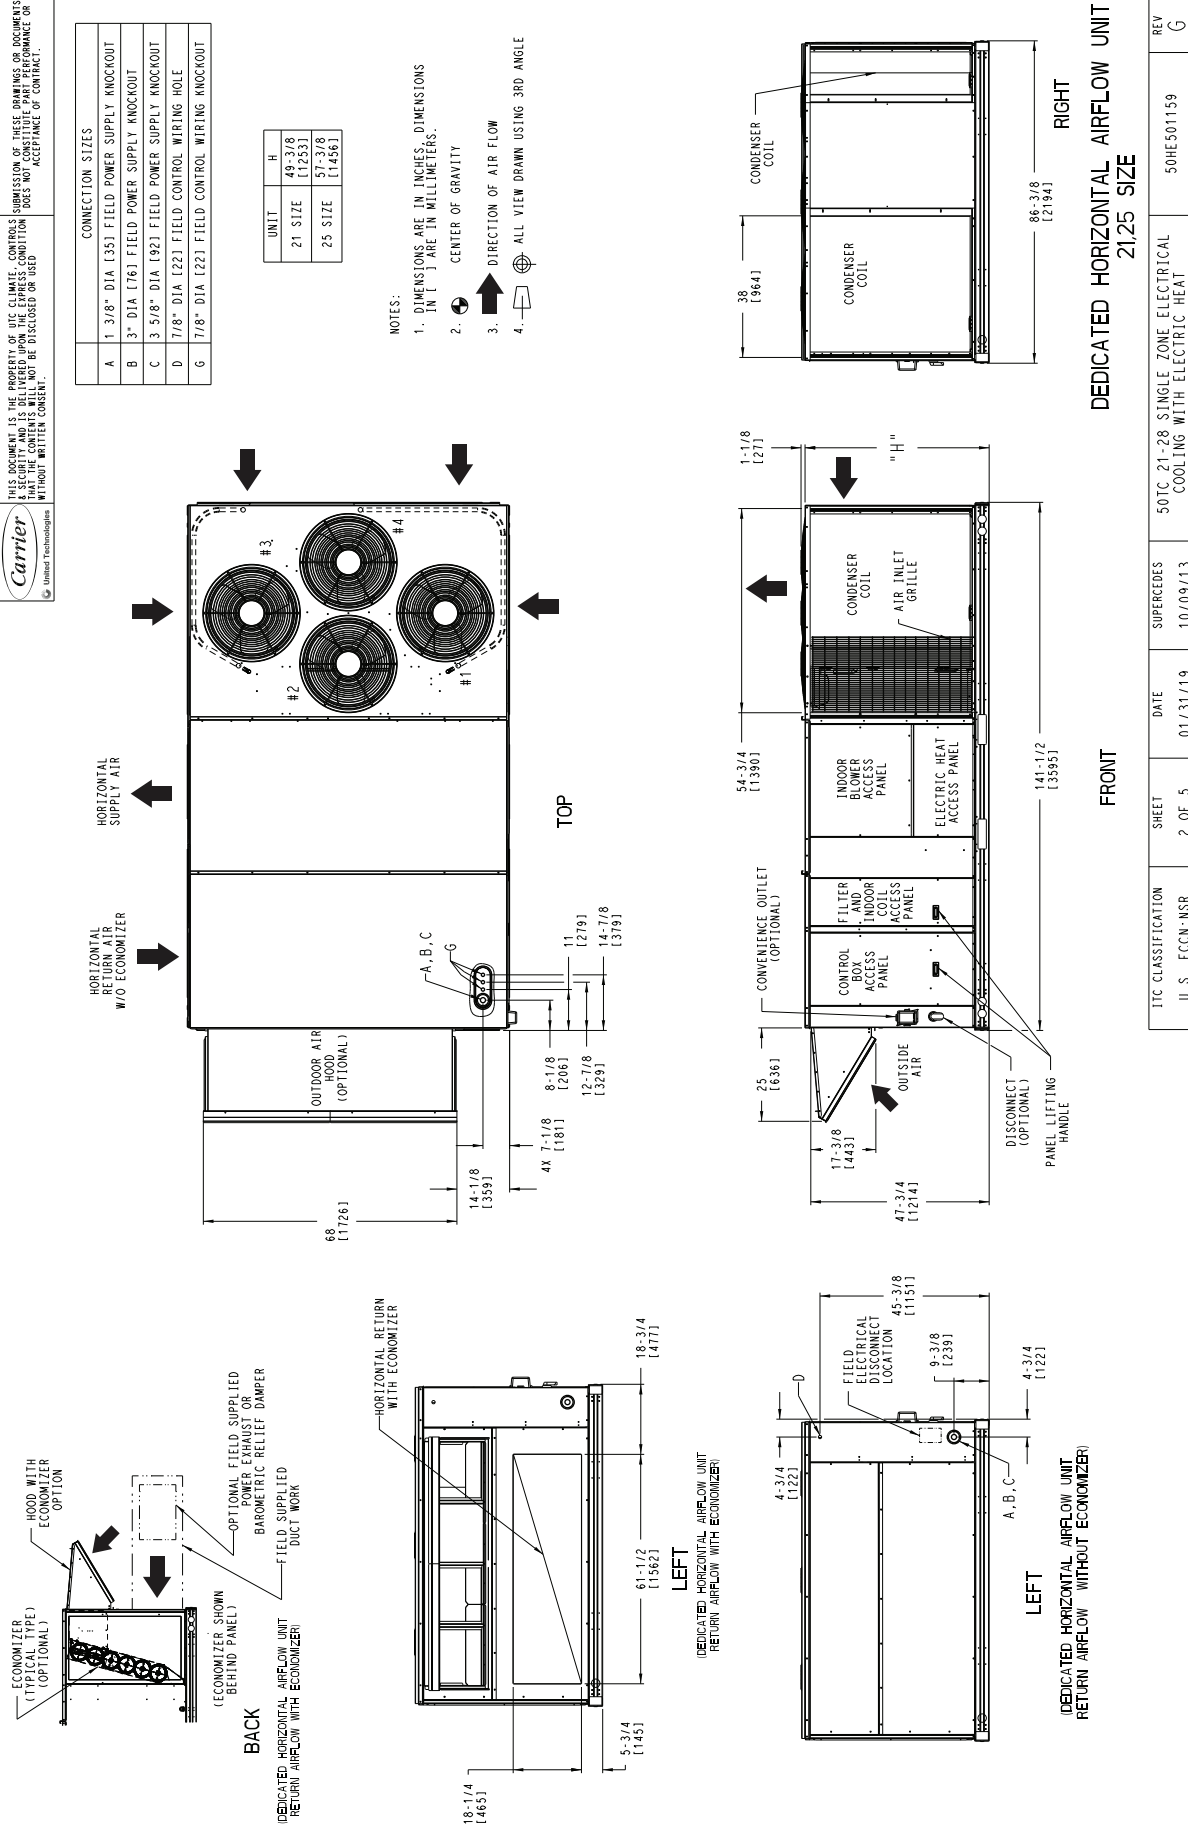 Carrier
United Technologies
THIS DOCUMENT IS THE PROPERTY OF UTC CLIMATE, CONTROLS
& SECURITY AND IS DELIVERED UPON THE EXPRESS CONDITION
THAT THE CONTENTS WILL NOT BE DISCLOSED OR USED
WITHOUT WRITTEN CONSENT.
SUBMISSION OF THESE DRAWINGS OR DOCUMENTS
DOES NOT CONSTITUTE PART PERFORMANCE OR
ACCEPTANCE OF CONTRACT.
CONNECTION SIZES
A 1 3/8" DIA [35] FIELD POWER SUPPLY KNOCKOUT
B 3" DIA [76] FIELD POWER SUPPLY KNOCKOUT
C 3 5/8" DIA [92] FIELD POWER SUPPLY KNOCKOUT
D 7/8" DIA [22] FIELD CONTROL WIRING HOLE
G 7/8" DIA [22] FIELD CONTROL WIRING KNOCKOUT
UNIT H
21 SIZE 49-3/8
[1253]
25 SIZE 57-3/8
[1456]
NOTES:
1. DIMENSIONS ARE IN INCHES, DIMENSIONS
IN [ ] ARE IN MILLIMETERS.
2. CENTER OF GRAVITY
3. DIRECTION OF AIR FLOW
4. ALL VIEW DRAWN USING 3RD ANGLE
ECONOMIZER
(TYPICAL TYPE)
(OPTIONAL)
HOOD WITH
ECONOMIZER
OPTION
(ECONOMIZER SHOWN
BEHIND PANEL)
OPTIONAL FIELD SUPPLIED
POWER EXHAUST OR
BAROMETRIC RELIEF DAMPER
FIELD SUPPLIED
DUCT WORK
BACK
(DEDICATED HORIZONTAL AIRFLOW UNIT
RETURN AIRFLOW WITH ECONOMIZER)
HORIZONTAL
RETURN AIR
W/O ECONOMIZER
HORIZONTAL
SUPPLY AIR
OUTDOOR AIR
HOOD
(OPTIONAL)
A,B,C
G
#1
#2
#3
#4
68
[1726]
14-1/8
[359]
4X 7-1/8
[181]
8-1/8
[206]
12-7/8
[329]
11
[279]
14-7/8
[379]
TOP
HORIZONTAL RETURN
WITH ECONOMIZER
18-1/4
[465]
5-3/4
[145]
61-1/2
[1562]
18-3/4
[477]
LEFT
(DEDICATED HORIZONTAL AIRFLOW UNIT
RETURN AIRFLOW WITH ECONOMIZER)
4-3/4
[122]
D
FIELD
ELECTRICAL
DISCONNECT
LOCATION
45-3/8
[1151]
9-3/8
[239]
4-3/4
[122]
A,B,C
LEFT
(DEDICATED HORIZONTAL AIRFLOW UNIT
RETURN AIRFLOW WITHOUT ECONOMIZER)
25
[636]
17-3/8
[443]
47-3/4
[1214]
OUTSIDE
AIR
CONVENIENCE OUTLET
(OPTIONAL)
DISCONNECT
(OPTIONAL)
PANEL LIFTING
HANDLE
CONTROL
BOX
ACCESS
PANEL
FILTER
AND
INDOOR
COIL
ACCESS
PANEL
INDOOR
BLOWER
ACCESS
PANEL
ELECTRIC HEAT
ACCESS PANEL
CONDENSER
COIL
AIR INLET
GRILLE
54-3/4
[1390]
1-1/8
[27]
"H"
141-1/2
[3595]
FRONT
38
[964]
CONDENSER
COIL
CONDENSER
COIL
86-3/8
[2194]
RIGHT
DEDICATED HORIZONTAL AIRFLOW UNIT
21,25 SIZE
ITC CLASSIFICATION
U.S. ECCN:NSR
SHEET
2 OF 5
DATE
01/31/19
SUPERCEDES
10/09/13
50TC 21-28 SINGLE ZONE ELECTRICAL
COOLING WITH ELECTRIC HEAT
50HE501159
REV
G